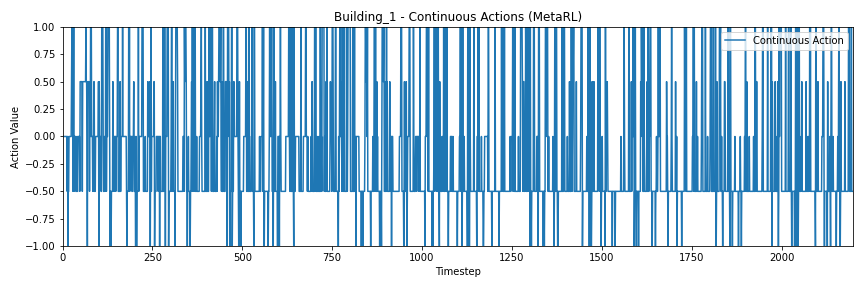 Building_1 - Continuous Actions (MetaRL)
Continuous Action
1.00
0.75
0.50
0.25
0.00
−0.25
−0.50
−0.75
−1.00
Action Value
0 250 500 750 1000 1250 1500 1750 2000
Timestep